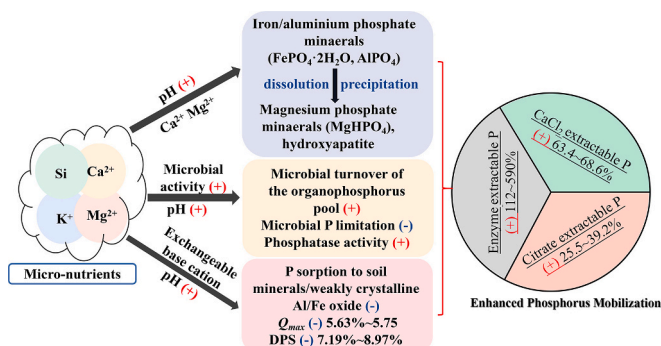 Iron/aluminium phosphate
minaerals
(FePO₄·2H₂O, AlPO₄)
dissolution precipitation
Magnesium phosphate
minaerals (MgHPO₄),
hydroxyapatite
pH (+)
Ca²⁺ Mg²⁺
Si
Ca²⁺
K⁺
Mg²⁺
Micro-nutrients
Microbial
activity (+)
pH (+)
Microbial turnover of
the organophosphorus
pool (+)
Microbial P limitation (-)
Phosphatase activity (+)
Exchangeable
base cation
pH (+)
P sorption to soil
minerals/weakly crystalline
Al/Fe oxide (-)
Qmax (-) 5.63%~5.75
DPS (-) 7.19%~8.97%
CaCl₂ extractable P
(+) 63.4~68.6%
Enzyme extractable P
(+) 112~590%
Citrate extractable P
(+) 25.5~39.2%
Enhanced Phosphorus Mobilization